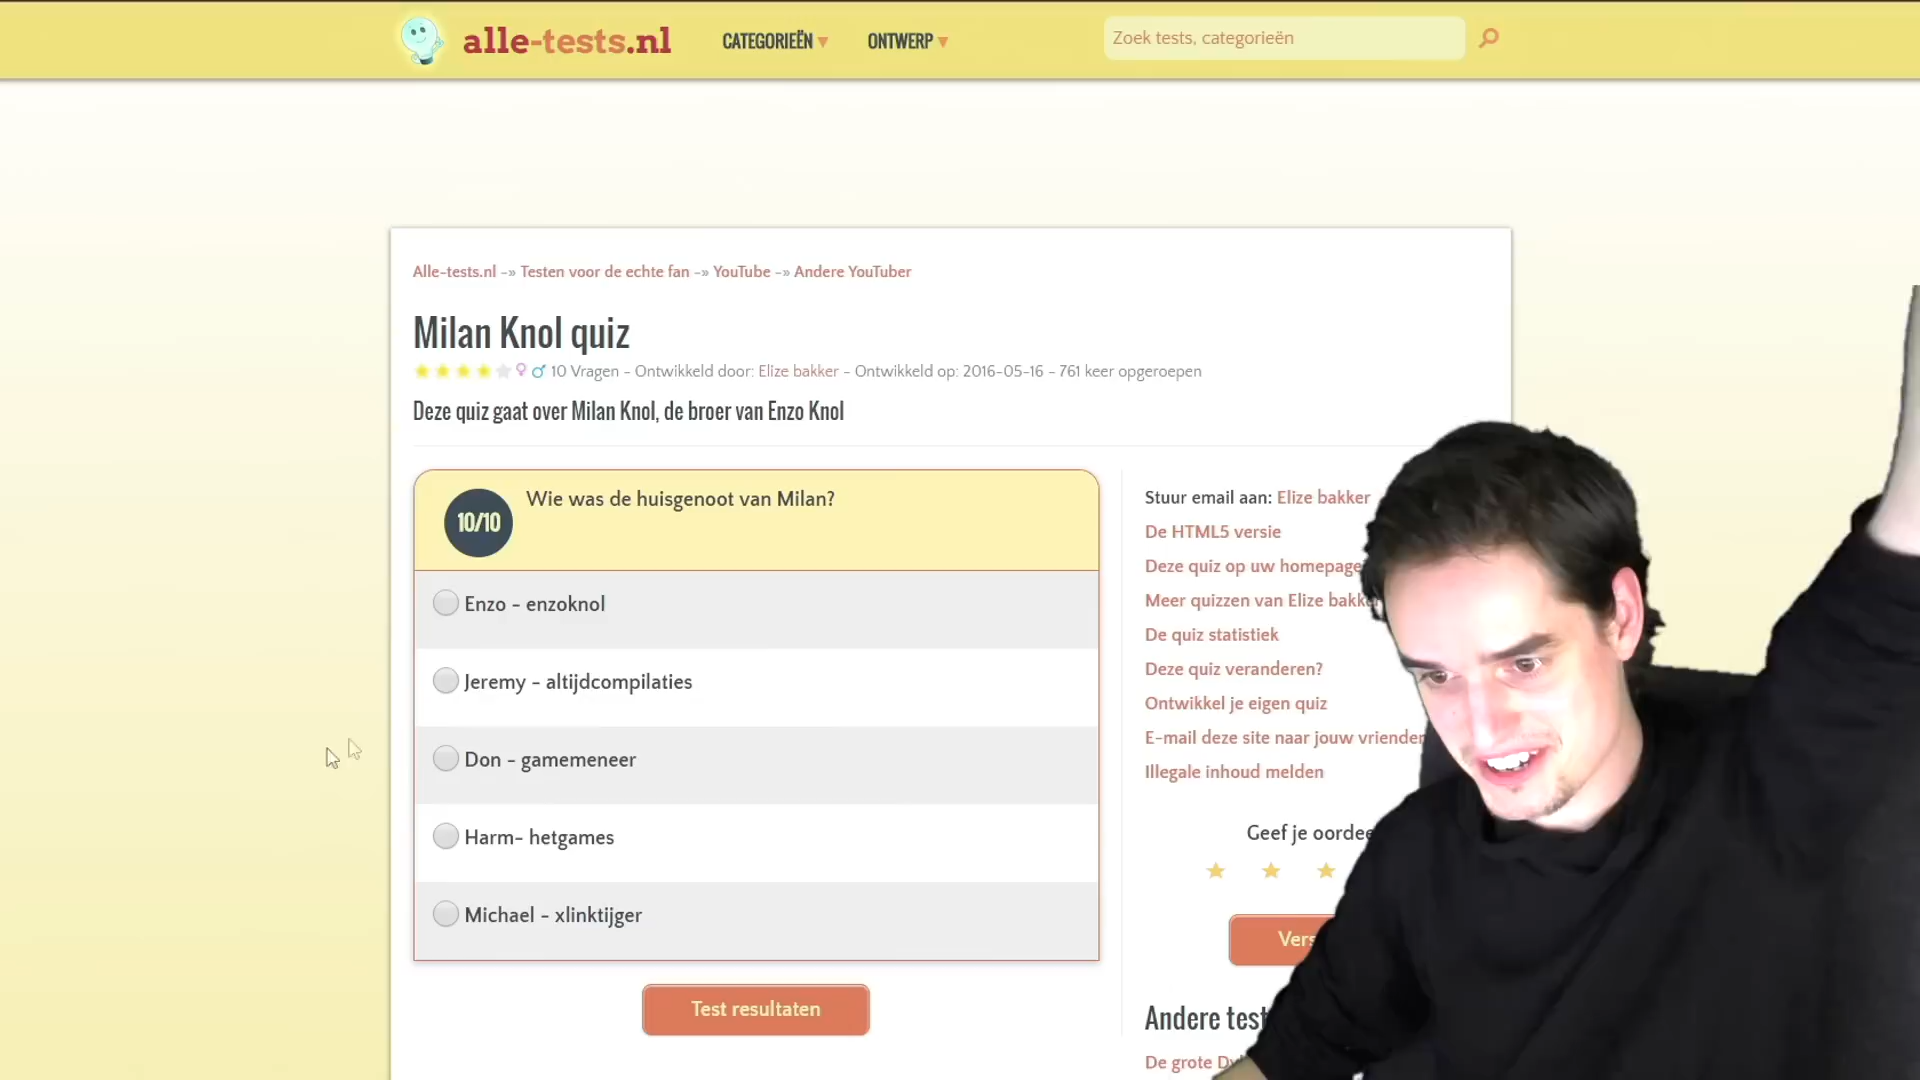 alle-tests.nl
CATEGORIEËN
ONTWERP
Zoek tests, categorieën
Alle-tests.nl -» Testen voor de echte fan -» YouTube -» Andere YouTuber
Milan Knol quiz
10 Vragen - Ontwikkeld door: Elize bakker - Ontwikkeld op: 2016-05-16 - 761 keer opgeroepen
Deze quiz gaat over Milan Knol, de broer van Enzo Knol
10/10
Wie was de huisgenoot van Milan?
Enzo - enzoknol
Jeremy - altijdcompilaties
Don - gamemeneer
Harm- hetgames
Michael - xlinktijger
Test resultaten
Stuur email aan: Elize bakker
De HTML5 versie
Deze quiz op uw homepage
Meer quizzen van Elize bakker
De quiz statistiek
Deze quiz veranderen?
Ontwikkel je eigen quiz
E-mail deze site naar jouw vrienden
Illegale inhoud melden
Geef je
Andere
De grote